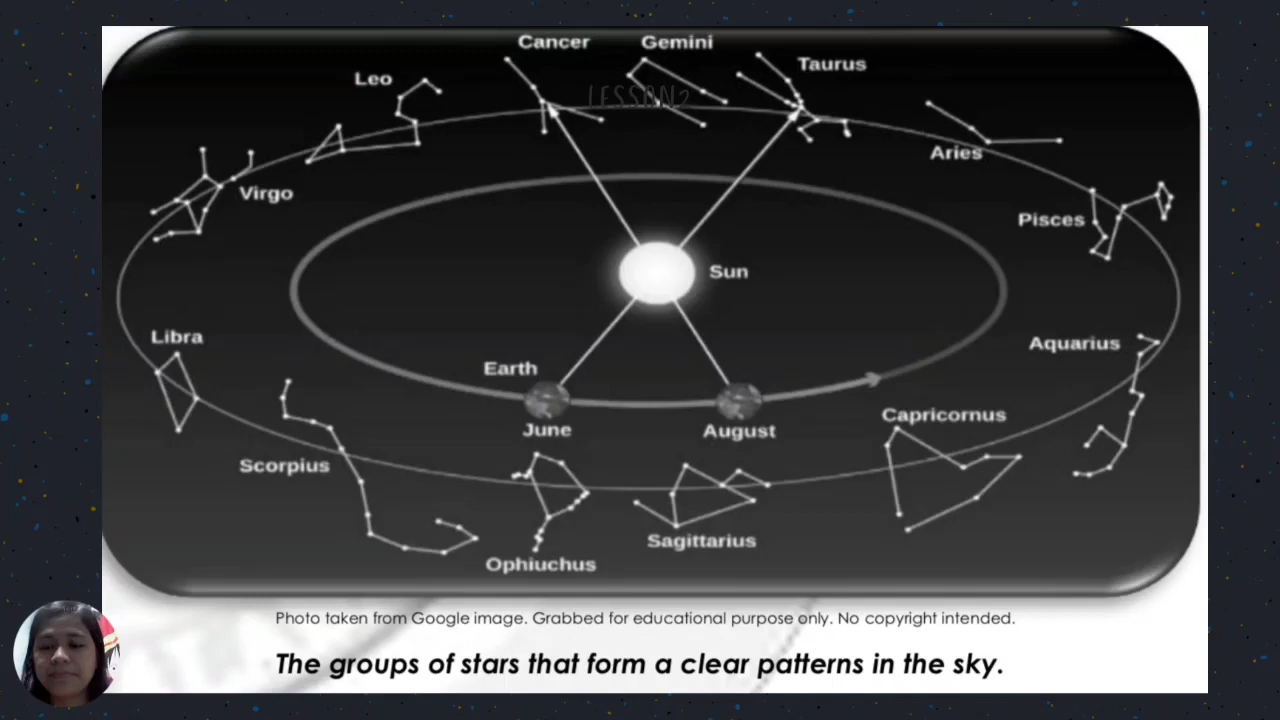 Cancer
Gemini
Taurus
Leo
LESSON2
Aries
Virgo
Pisces
Sun
Libra
Aquarius
Earth
June
August
Capricornus
Scorpius
Sagittarius
Ophiuchus
Photo taken from Google image. Grabbed for educational purpose only. No copyright intended.
The groups of stars that form a clear patterns in the sky.